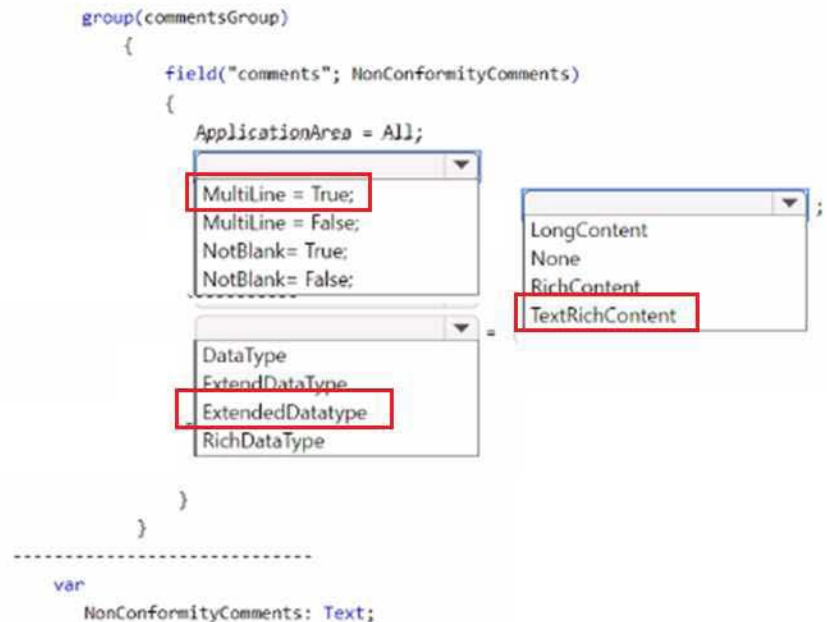 group(commentsGroup)
{
field("comments"; NonConformityComments)
{
ApplicationArea = All;
MultiLine = True;
MultiLine = False;
NotBlank= True;
NotBlank= False;
LongContent
None
RichContent
TextRichContent
;
=
DataType
ExtendDataType
ExtendedDatatype
RichDataType
}
}
-----------------------------
var
NonConformityComments: Text;